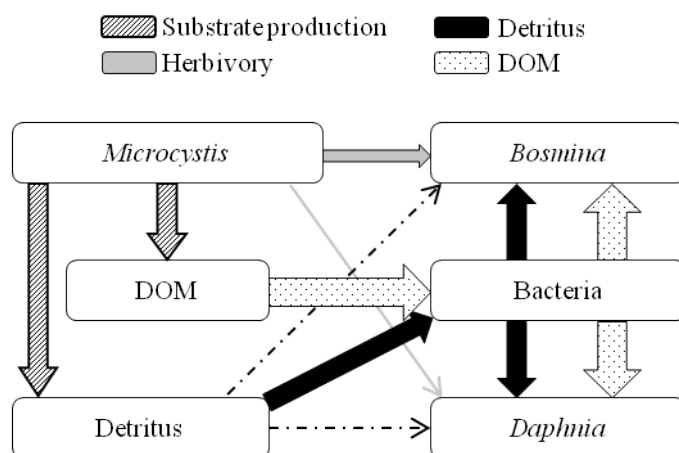 Substrate production
Detritus
Herbivory
DOM
Microcystis
Bosmina
DOM
Bacteria
Detritus
Daphnia